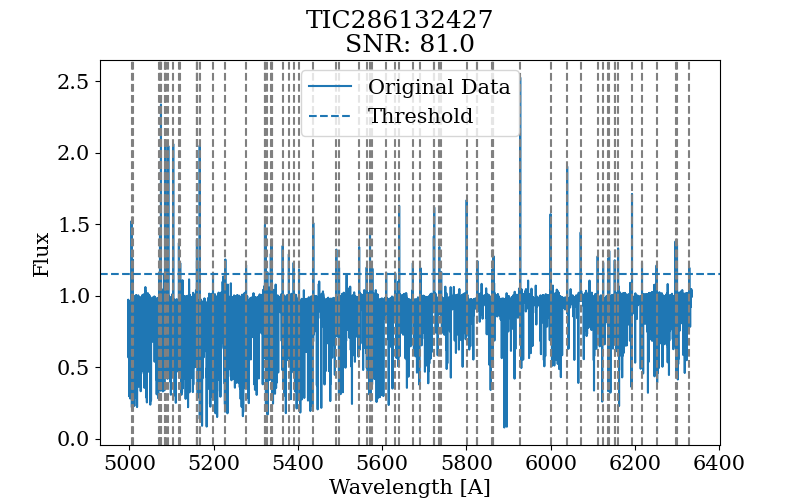 TIC286132427
SNR: 81.0
Original Data
Threshold
2.5
2.0
1.5
1.0
0.5
0.0
Flux
5000 5200 5400 5600 5800 6000 6200 6400
Wavelength [A]